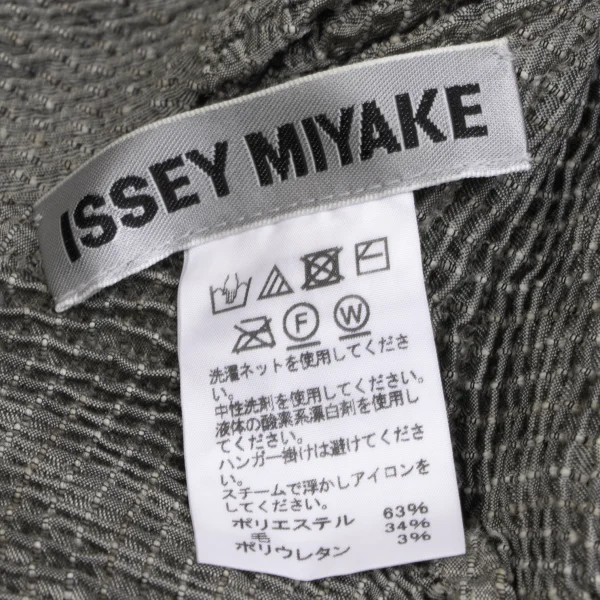 ISSEY MIYAKE
F W
洗濯ネットを使用してくださ
い。
中性洗剤を使用してください。
液体の酸素系漂白剤を使用し
てください。
ハンガー掛けは避けてくださ
い。
スチームで浮かしアイロンを
してください。
ポリエステル 63%
毛 34%
ポリウレタン 3%